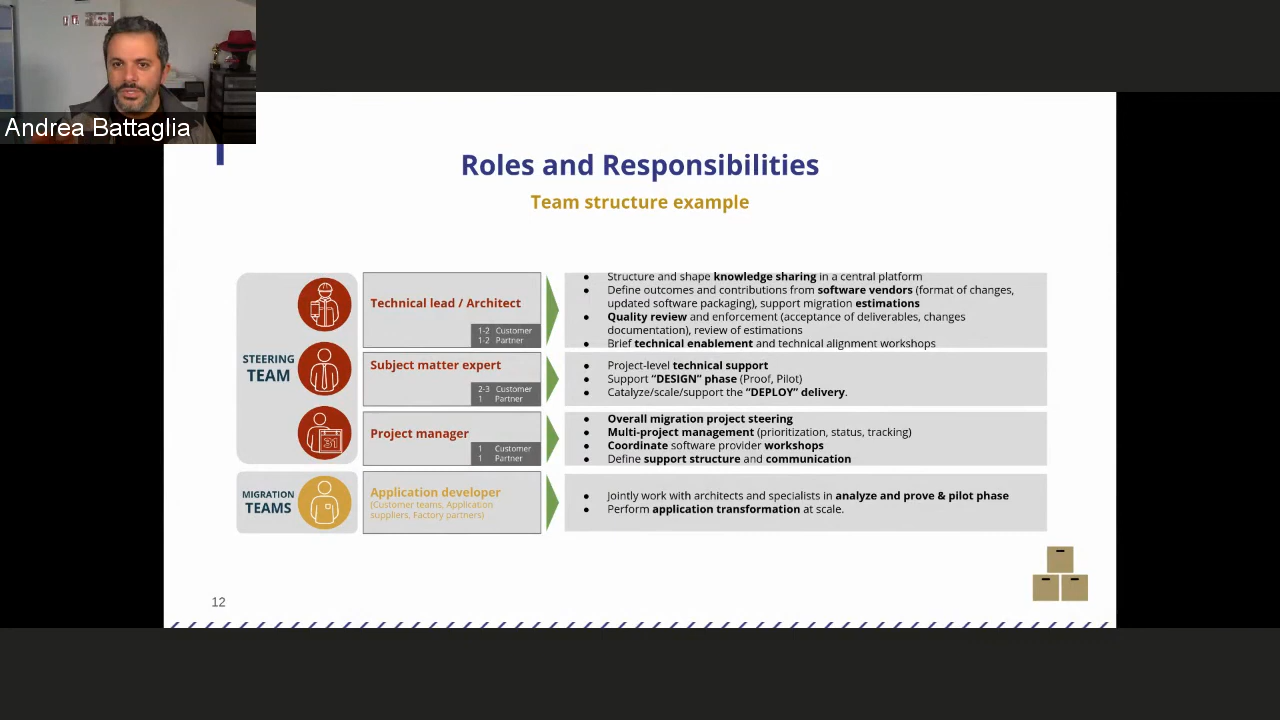 Andrea Battaglia
Roles and Responsibilities
Team structure example
STEERING
TEAM
Technical lead / Architect
1-2 Customer
1-2 Partner
● Structure and shape knowledge sharing in a central platform
● Define outcomes and contributions from software vendors (format of changes,
updated software packaging), support migration estimations
● Quality review and enforcement (acceptance of deliverables, changes
documentation), review of estimations
● Brief technical enablement and technical alignment workshops
Subject matter expert
2-3 Customer
1 Partner
● Project-level technical support
● Support “DESIGN” phase (Proof, Pilot)
● Catalyze/scale/support the “DEPLOY” delivery.
31
Project manager
1 Customer
1 Partner
● Overall migration project steering
● Multi-project management (prioritization, status, tracking)
● Coordinate software provider workshops
● Define support structure and communication
MIGRATION
TEAMS
Application developer
(Customer teams, Application
suppliers, Factory partners)
● Jointly work with architects and specialists in analyze and prove & pilot phase
● Perform application transformation at scale.
12